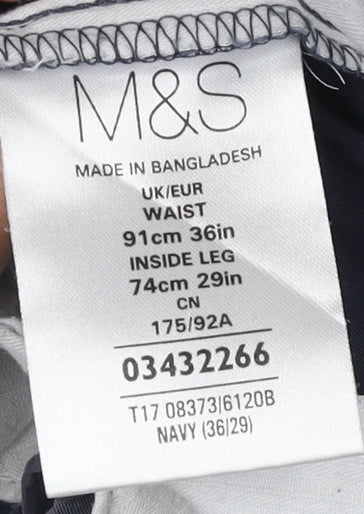 M&S
MADE IN BANGLADESH
UK/EUR
WAIST
91cm 36in
INSIDE LEG
74cm 29in
CN
175/92A
03432266
T17 08373/6120B
NAVY (36/29)